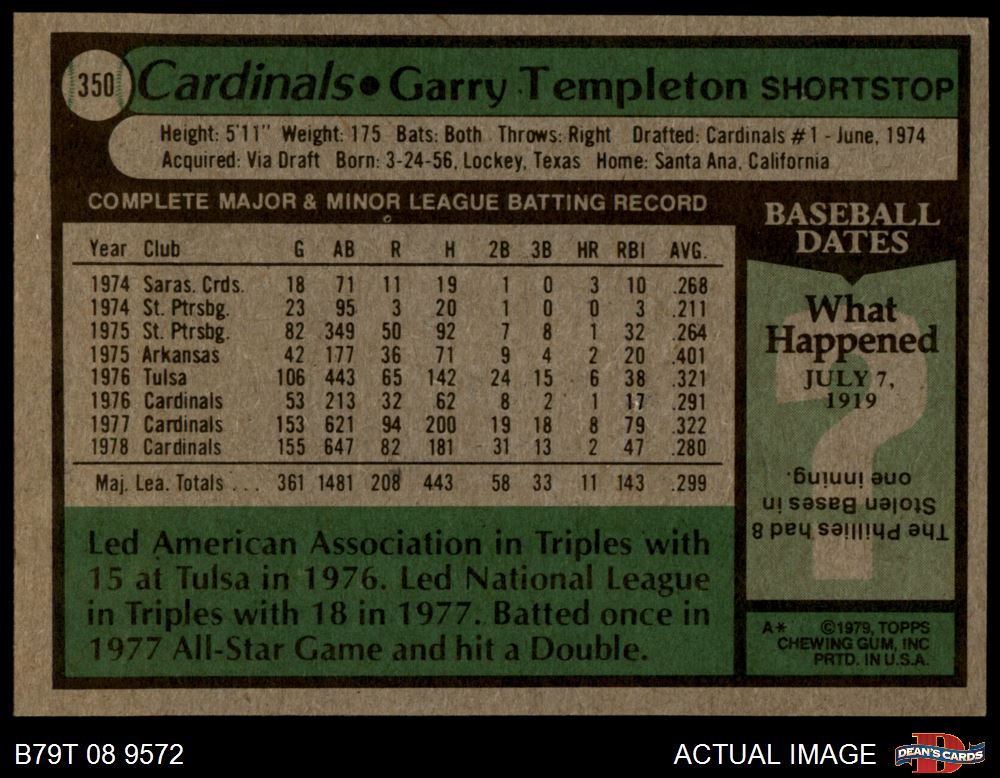 350 Cardinals • Garry Templeton SHORTSTOP
Height: 5'11" Weight: 175 Bats: Both Throws: Right Drafted: Cardinals #1 - June, 1974
Acquired: Via Draft Born: 3-24-56, Lockey, Texas Home: Santa Ana, California
COMPLETE MAJOR & MINOR LEAGUE BATTING RECORD
Year Club G AB R H 2B 3B HR RBI AVG.
1974 Saras. Crds. 18 71 11 19 1 0 3 10 .268
1974 St. Ptrsbg. 23 95 3 20 1 0 0 3 .211
1975 St. Ptrsbg. 82 349 50 92 7 8 1 32 .264
1975 Arkansas 42 177 36 71 9 4 2 20 .401
1976 Tulsa 106 443 65 142 24 15 6 38 .321
1976 Cardinals 53 213 32 62 8 2 1 17 .291
1977 Cardinals 153 621 94 200 19 18 8 79 .322
1978 Cardinals 155 647 82 181 31 13 2 47 .280
Maj. Lea. Totals ... 361 1481 208 443 58 33 11 143 .299
Led American Association in Triples with
15 at Tulsa in 1976. Led National League
in Triples with 18 in 1977. Batted once in
1977 All-Star Game and hit a Double.
BASEBALL
DATES
What
Happened
JULY 7,
1919
?
The Phillies had 8
Stolen Bases in
one inning.
A* ©1979, TOPPS
CHEWING GUM, INC
PRTD. IN U.S.A.
B79T 08 9572
ACTUAL IMAGE
D
DEAN'S CARDS